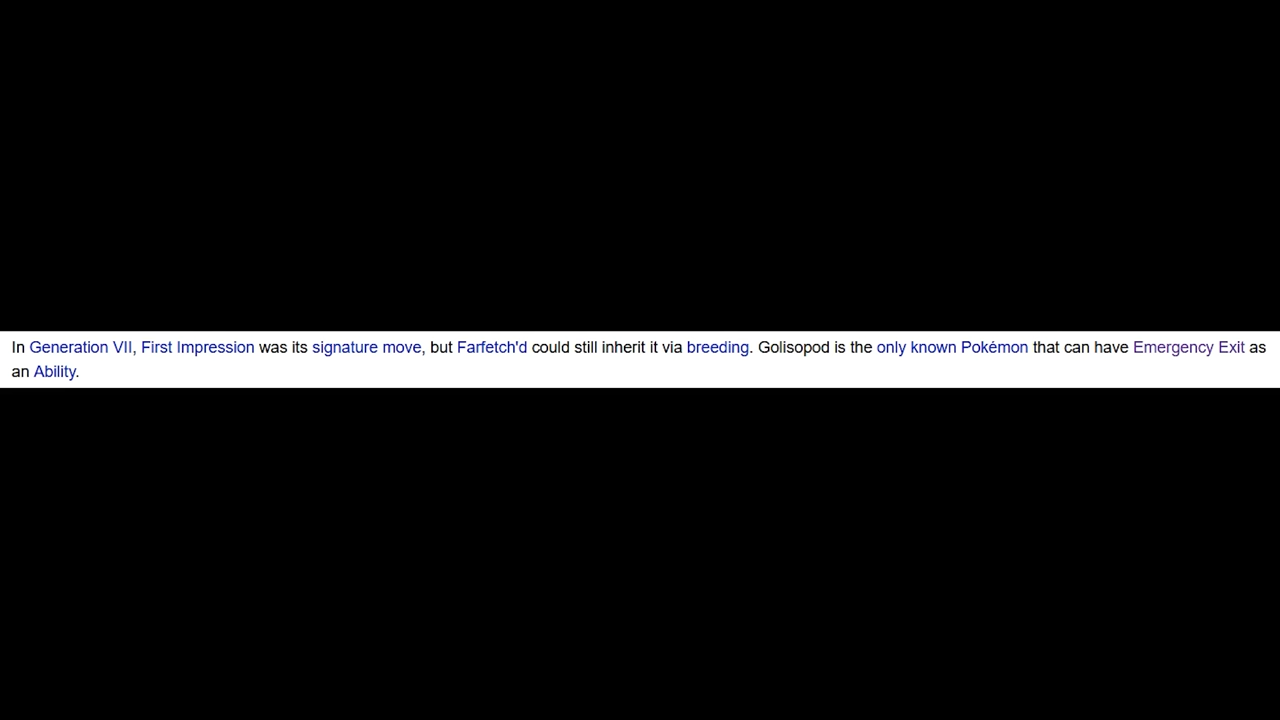 In Generation VII, First Impression was its signature move, but Farfetch'd could still inherit it via breeding. Golisopod is the only known Pokémon that can have Emergency Exit as
an Ability.